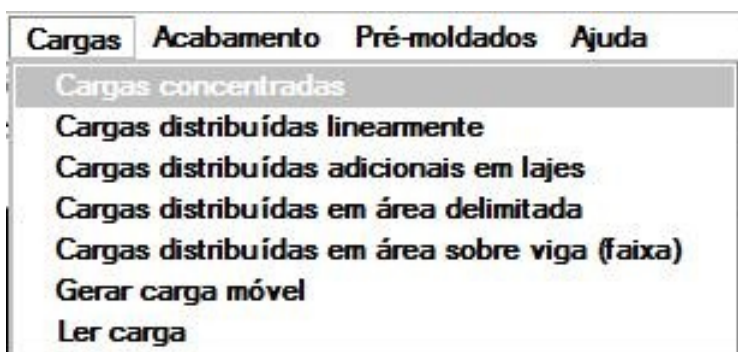 Cargas Acabamento Pré-moldados Ajuda
Cargas concentradas
Cargas distribuídas linearmente
Cargas distribuídas adicionais em lajes
Cargas distribuídas em área delimitada
Cargas distribuídas em área sobre viga (faixa)
Gerar carga móvel
Ler carga